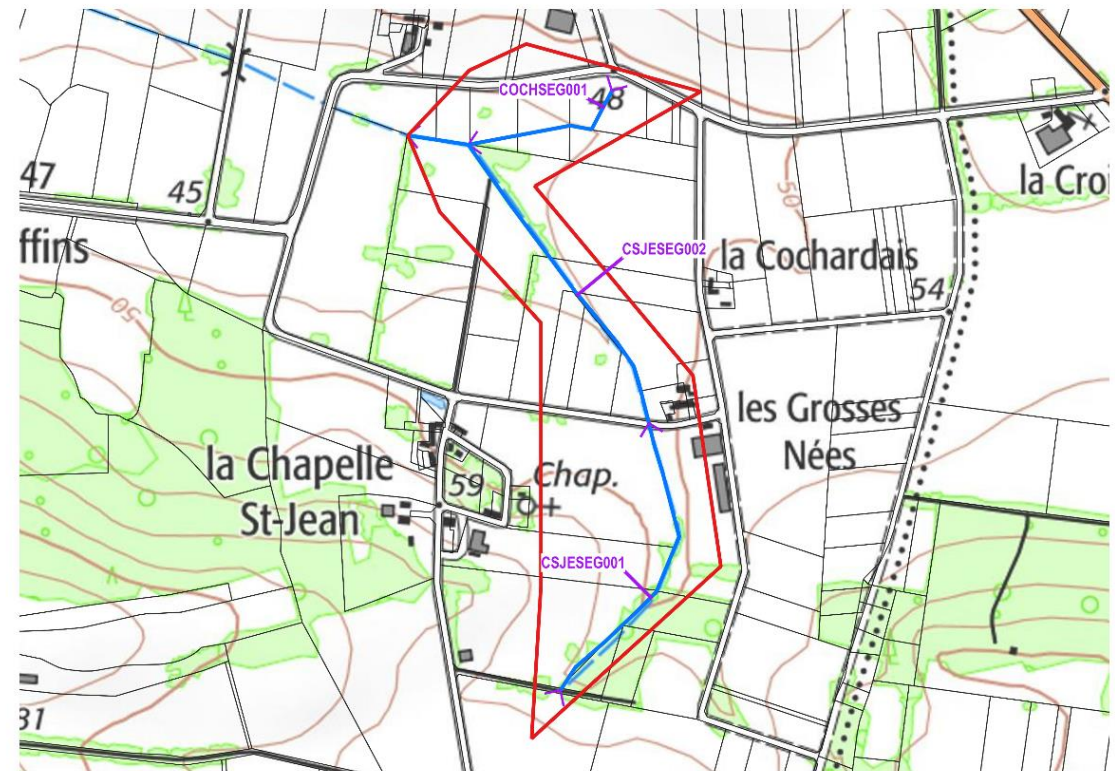 COCHSEG001
48
47
45
la Croi
ffins
CSJESEG002
la Cochardais
50
54
50
les Grosses
Nées
la Chapelle
St-Jean
59
Chap.
CSJESEG001
31